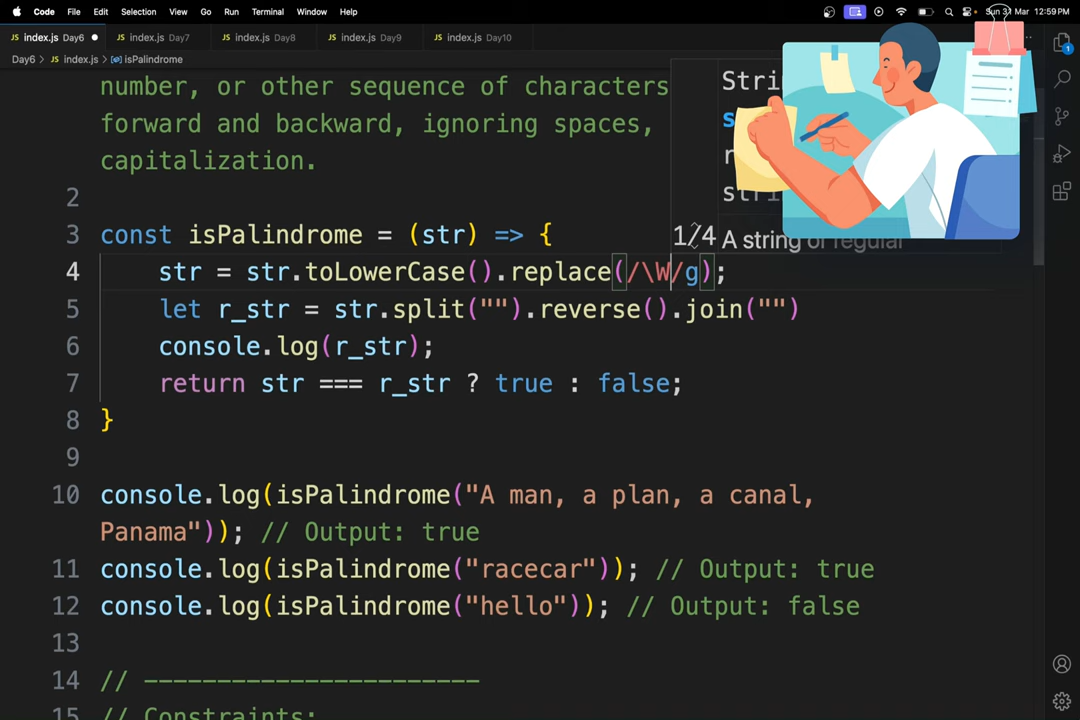 Code File Edit Selection View Go Run Terminal Window Help Sun 31 Mar 12:59 PM
index.js Day6 index.js Day7 index.js Day8 index.js Day9 index.js Day10
Day6 > index.js > isPalindrome
number, or other sequence of characters
forward and backward, ignoring spaces,
capitalization.
2
3 const isPalindrome = (str) => {
4 str = str.toLowerCase().replace(/\W/g);
5 let r_str = str.split("").reverse().join("")
6 console.log(r_str);
7 return str === r_str ? true : false;
8 }
9
10 console.log(isPalindrome("A man, a plan, a canal,
Panama")); // Output: true
11 console.log(isPalindrome("racecar")); // Output: true
12 console.log(isPalindrome("hello")); // Output: false
13
14 // -----------------------
15 // Constraints:
1/4 A string or regular
1